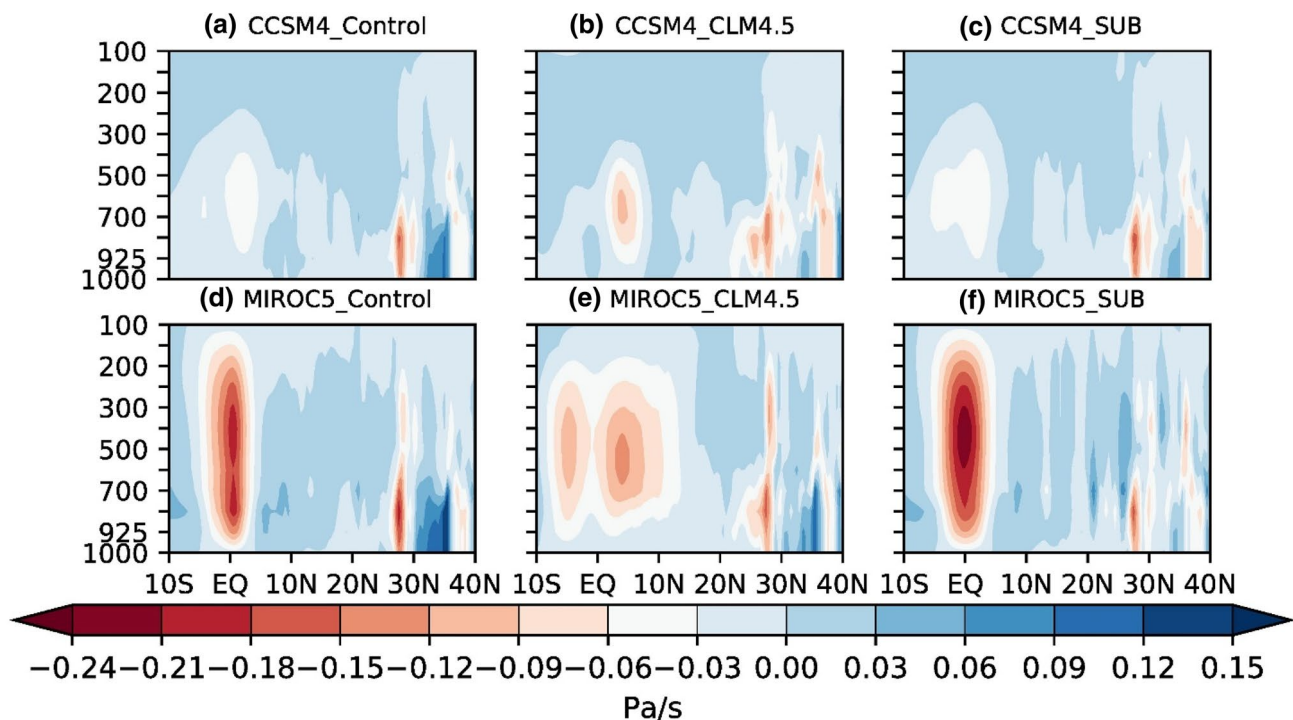 (a) CCSM4_Control
(b) CCSM4_CLM4.5
(c) CCSM4_SUB
100
200
300
500
700
925
1000
(d) MIROC5_Control
(e) MIROC5_CLM4.5
(f) MIROC5_SUB
100
200
300
500
700
925
1000
10S EQ 10N 20N 30N 40N
10S EQ 10N 20N 30N 40N
10S EQ 10N 20N 30N 40N
−0.24 −0.21 −0.18 −0.15 −0.12 −0.09 −0.06 −0.03 0.00 0.03 0.06 0.09 0.12 0.15
Pa/s